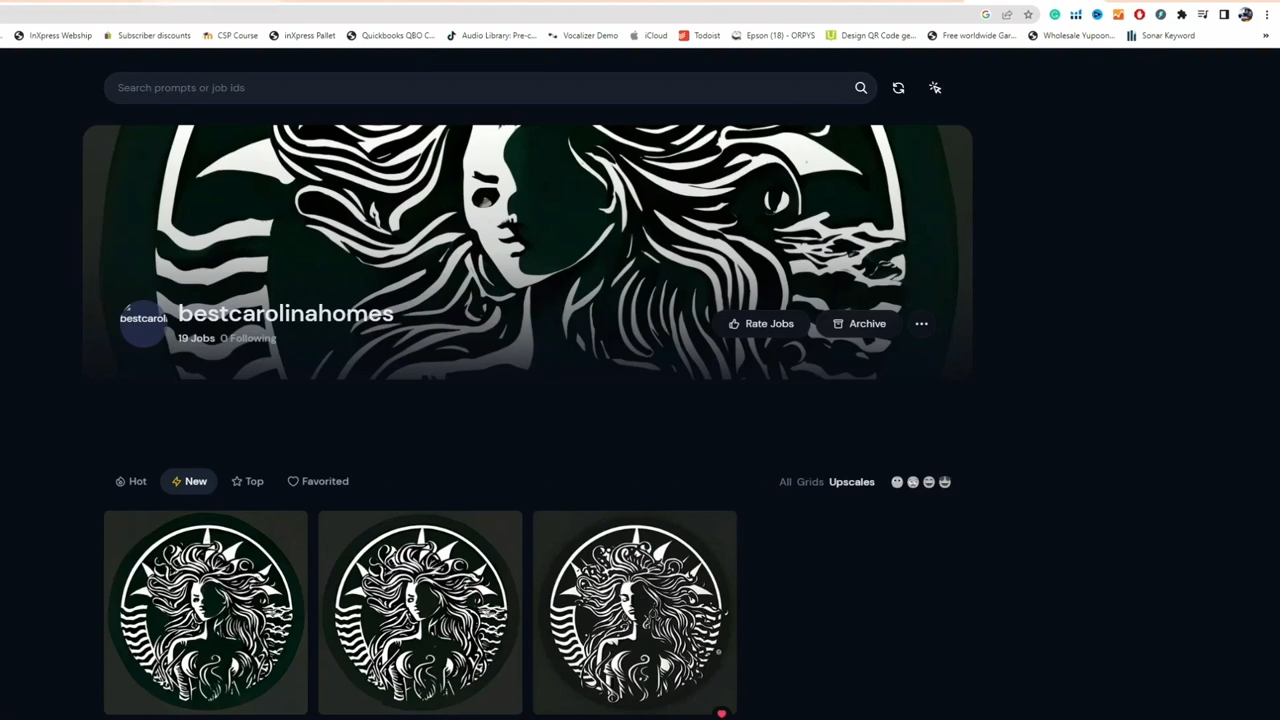 InXpress Webship Subscriber discounts CSP Course inXpress Pallet Quickbooks QBO C... Audio Library: Pre-c... Vocalizer Demo iCloud Todoist Epson (18) - ORPYS Design QR Code ge... Free worldwide Gar... Wholesale Yupoon... Sonar Keyword »
Search prompts or job ids
bestcarol
bestcarolinahomes
19 Jobs 0 Following
Rate Jobs Archive
Hot New Top Favorited
All Grids Upscales